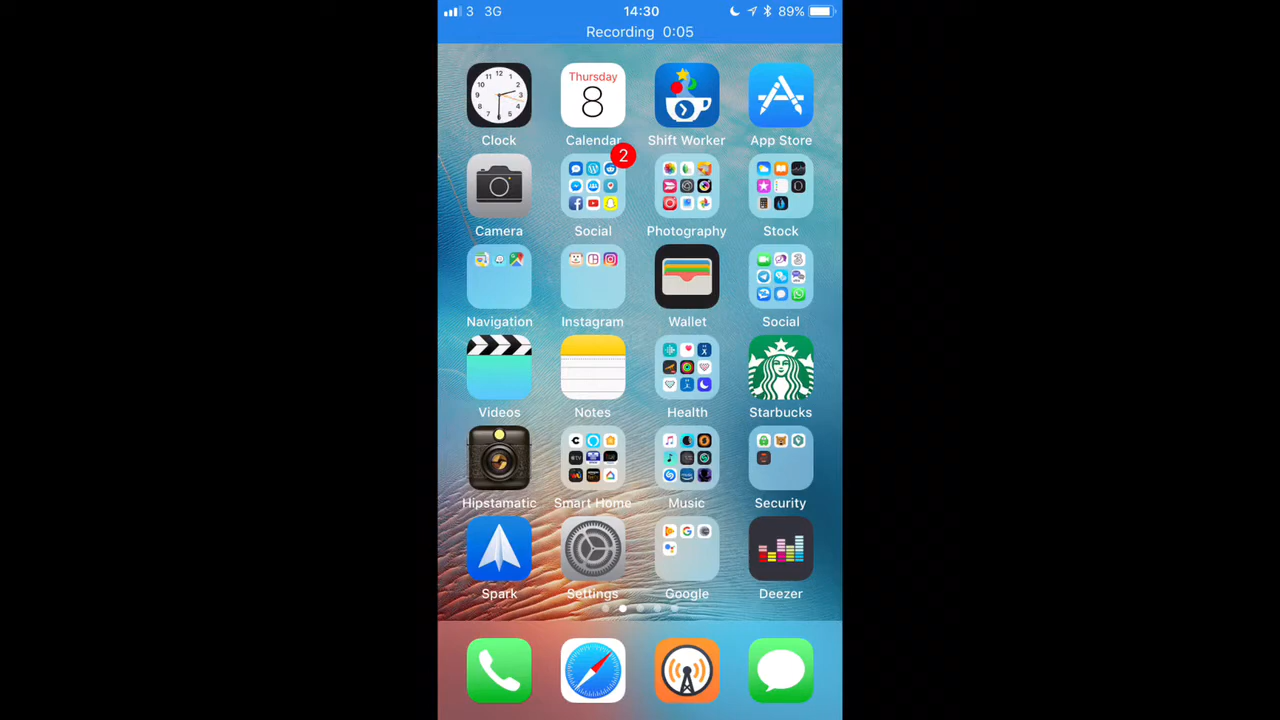 3 3G 14:30 89%
Recording 0:05
Thursday
8
Clock Calendar Shift Worker App Store
2
Camera Social Photography Stock
Navigation Instagram Wallet Social
Videos Notes Health Starbucks
Hipstamatic Smart Home Music Security
Spark Settings Google Deezer